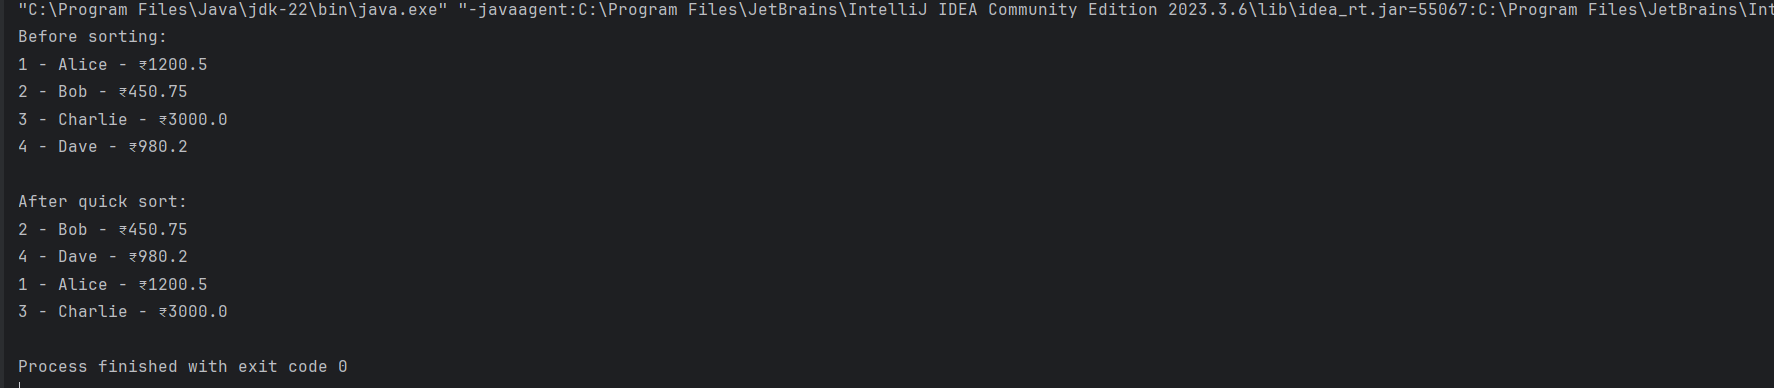 "C:\Program Files\Java\jdk-22\bin\java.exe" "-javaagent:C:\Program Files\JetBrains\IntelliJ IDEA Community Edition 2023.3.6\lib\idea_rt.jar=55067:C:\Program Files\JetBrains\Int
Before sorting:
1 - Alice - ₹1200.5
2 - Bob - ₹450.75
3 - Charlie - ₹3000.0
4 - Dave - ₹980.2
After quick sort:
2 - Bob - ₹450.75
4 - Dave - ₹980.2
1 - Alice - ₹1200.5
3 - Charlie - ₹3000.0
Process finished with exit code 0